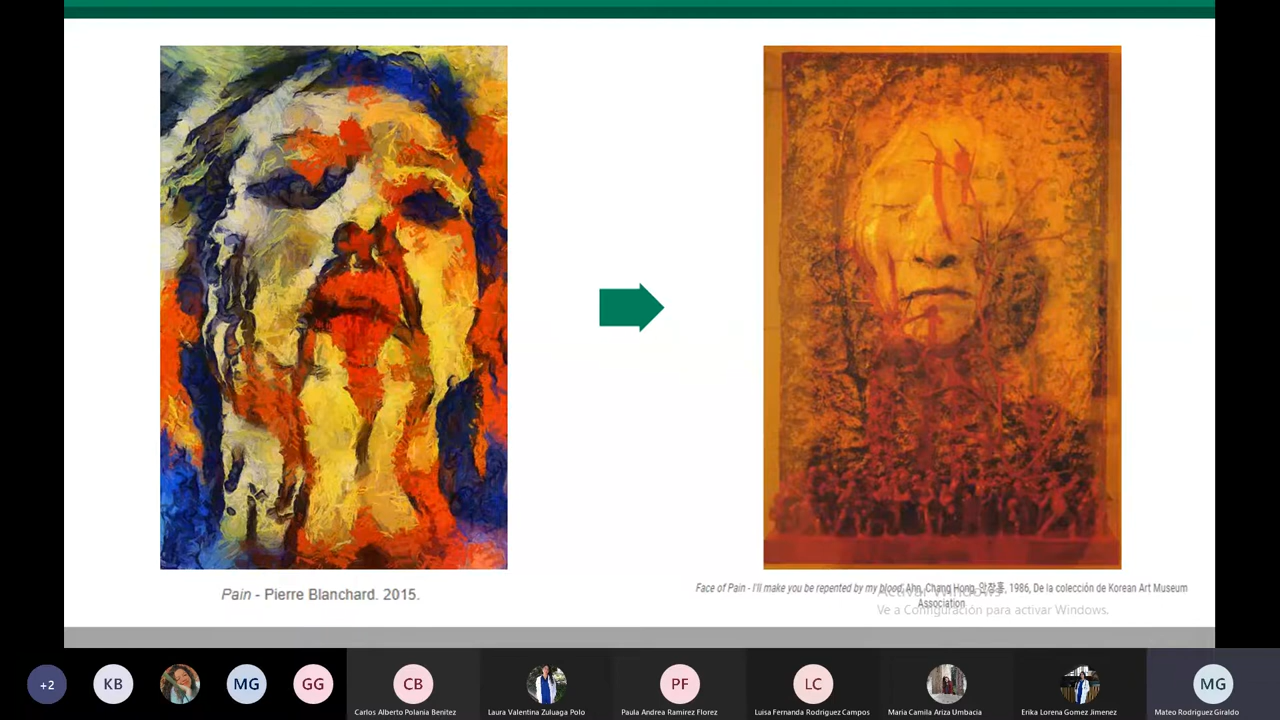 Pain - Pierre Blanchard. 2015.
Face of Pain - I'll make you be repented by my blood, Ahn, Chang Hong, 안창홍, 1986, De la colección de Korean Art Museum
Association
Activar Windows
Ve a Configuración para activar Windows.
+2
KB
MG
GG
CB
PF
LC
MG
Carlos Alberto Polania Benitez
Laura Valentina Zuluaga Polo
Paula Andrea Ramirez Florez
Luisa Fernanda Rodriguez Campos
Maria Camila Ariza Umbacia
Erika Lorena Gomez Jimenez
Mateo Rodriguez Giraldo